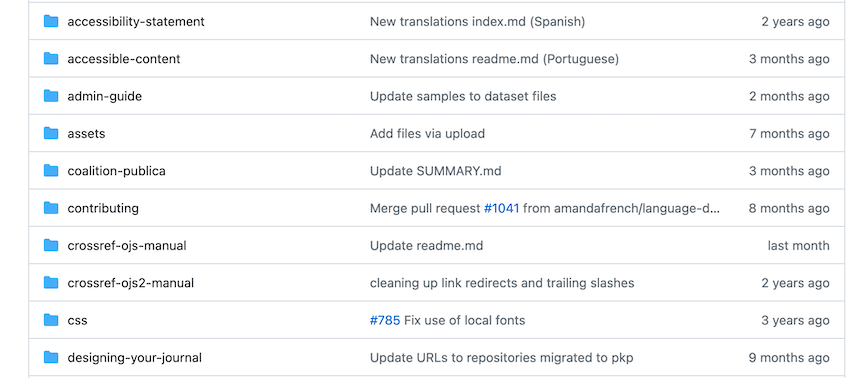 accessibility-statement New translations index.md (Spanish) 2 years ago
accessible-content New translations readme.md (Portuguese) 3 months ago
admin-guide Update samples to dataset files 2 months ago
assets Add files via upload 7 months ago
coalition-publica Update SUMMARY.md 3 months ago
contributing Merge pull request #1041 from amandafrench/language-d... 8 months ago
crossref-ojs-manual Update readme.md last month
crossref-ojs2-manual cleaning up link redirects and trailing slashes 2 years ago
css #785 Fix use of local fonts 3 years ago
designing-your-journal Update URLs to repositories migrated to pkp 9 months ago